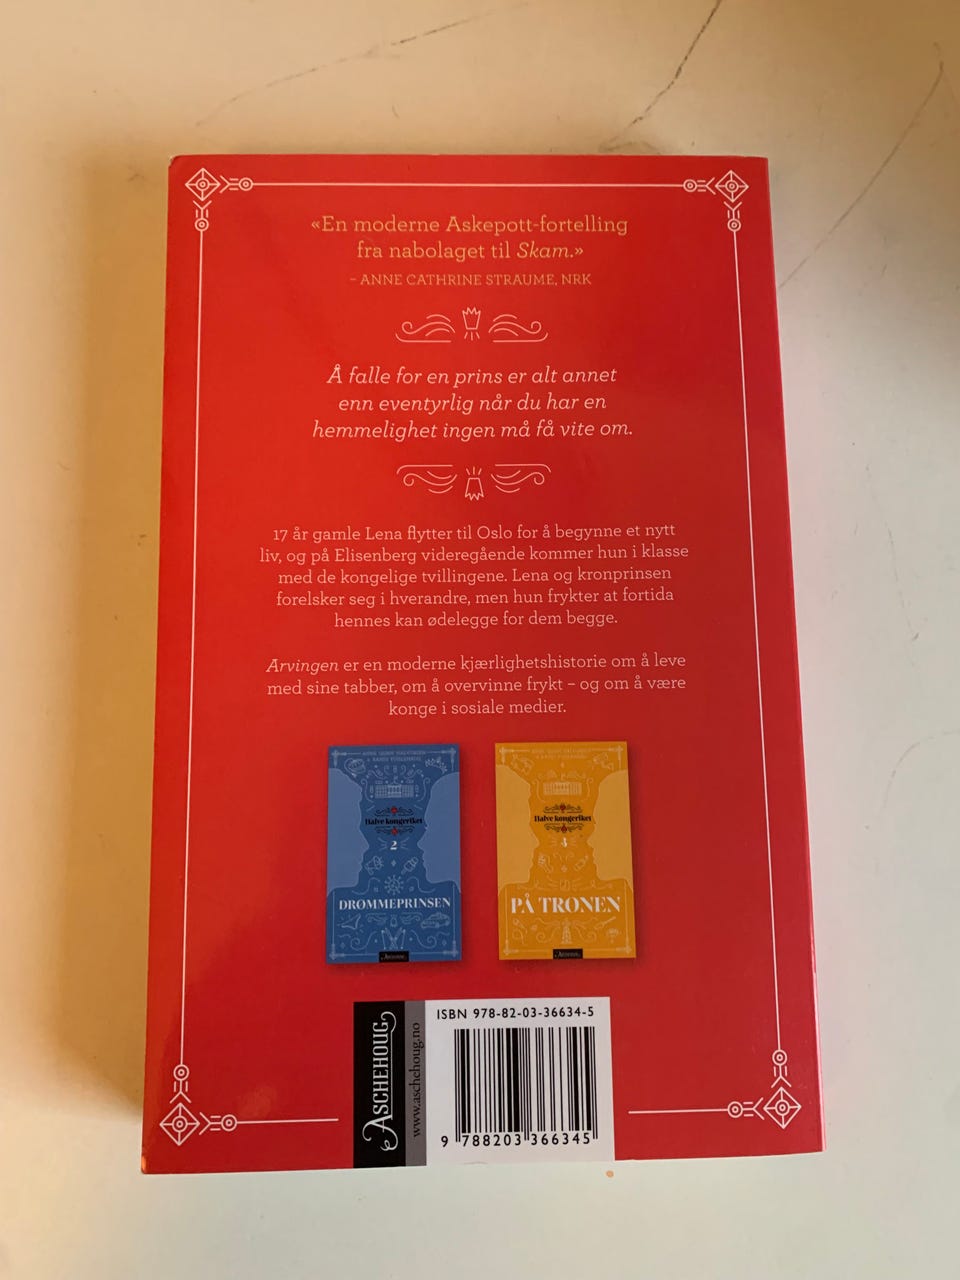 «En moderne Askepott-fortelling
fra nabolaget til Skam.»
– ANNE CATHRINE STRAUME, NRK
Å falle for en prins er alt annet
enn eventyrlig når du har en
hemmelighet ingen må få vite om.
17 år gamle Lena flytter til Oslo for å begynne et nytt
liv, og på Elisenberg videregående kommer hun i klasse
med de kongelige tvillingene. Lena og kronprinsen
forelsker seg i hverandre, men hun frykter at fortida
hennes kan ødelegge for dem begge.
Arvingen er en moderne kjærlighetshistorie om å leve
med sine tabber, om å overvinne frykt – og om å være
konge i sosiale medier.
Halve kongeriket
2
DRØMMEPRINSEN
Halve kongeriket
3
PÅ TRONEN
ASCHEHOUG
www.aschehoug.no
ISBN 978-82-03-36634-5
9 788203 366345